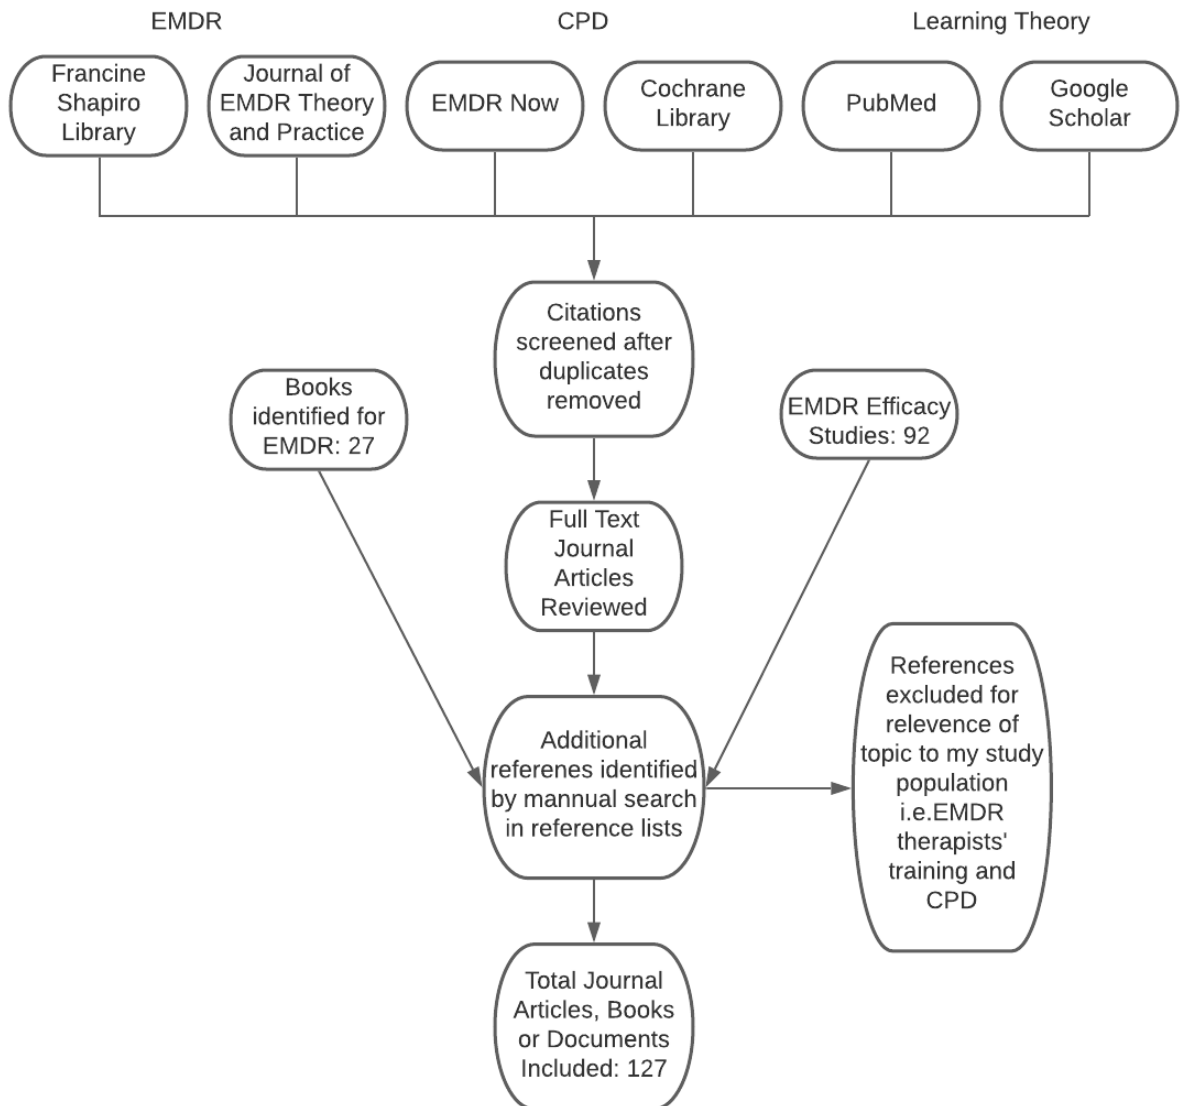 EMDR
CPD
Learning Theory
Francine
Shapiro
Library
Journal of
EMDR Theory
and Practice
EMDR Now
Cochrane
Library
PubMed
Google
Scholar
Citations
screened after
duplicates
removed
Books
identified for
EMDR: 27
EMDR Efficacy
Studies: 92
Full Text
Journal
Articles
Reviewed
Additional
referenes identified
by mannual search
in reference lists
References
excluded for
relevence of
topic to my study
population
i.e.EMDR
therapists'
training and
CPD
Total Journal
Articles, Books
or Documents
Included: 127